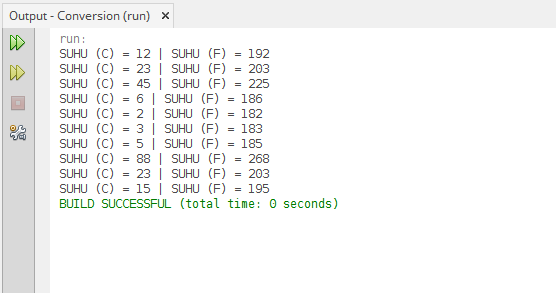 Output - Conversion (run)
run:
SUHU (C) = 12 | SUHU (F) = 192
SUHU (C) = 23 | SUHU (F) = 203
SUHU (C) = 45 | SUHU (F) = 225
SUHU (C) = 6 | SUHU (F) = 186
SUHU (C) = 2 | SUHU (F) = 182
SUHU (C) = 3 | SUHU (F) = 183
SUHU (C) = 5 | SUHU (F) = 185
SUHU (C) = 88 | SUHU (F) = 268
SUHU (C) = 23 | SUHU (F) = 203
SUHU (C) = 15 | SUHU (F) = 195
BUILD SUCCESSFUL (total time: 0 seconds)